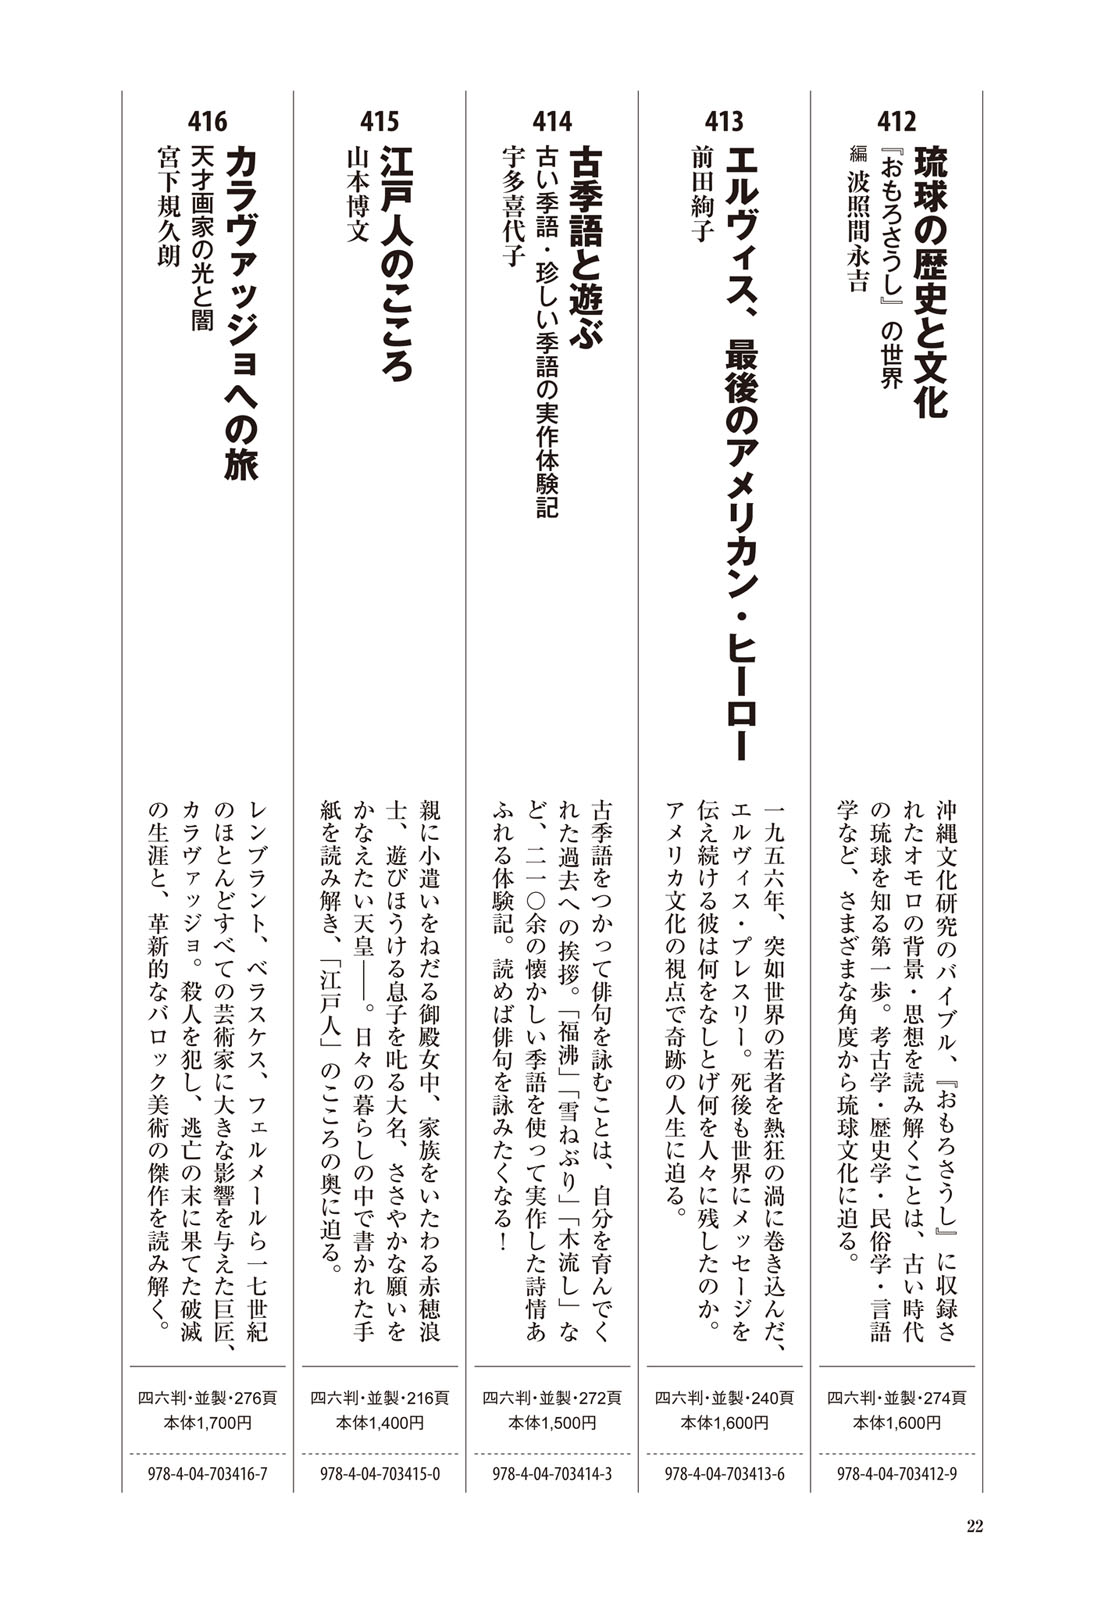 412
琉球の歴史と文化
『おもろさうし』の世界
編 波照間永吉
沖縄文化研究のバイブル、『おもろさうし』に収録さ
れたオモロの背景・思想を読み解くことは、古い時代
の琉球を知る第一歩。考古学・歴史学・民俗学・言語
学など、さまざまな角度から琉球文化に迫る。
四六判・並製・274頁
本体1,600円
978-4-04-703412-9
413
エルヴィス、最後のアメリカン・ヒーロー
前田絢子
一九五六年、突如世界の若者を熱狂の渦に巻き込んだ、
エルヴィス・プレスリー。死後も世界にメッセージを
伝え続ける彼は何をなしとげ何を人々に残したのか。
アメリカ文化の視点で奇跡の人生に迫る。
四六判・並製・240頁
本体1,600円
978-4-04-703413-6
414
古季語と遊ぶ
古い季語・珍しい季語の実作体験記
宇多喜代子
古季語をつかって俳句を詠むことは、自分を育んでく
れた過去への挨拶。「福沸」「雪ねぶり」「木流し」な
ど、二一〇余の懐かしい季語を使って実作した詩情あ
ふれる体験記。読めば俳句を詠みたくなる！
四六判・並製・272頁
本体1,500円
978-4-04-703414-3
415
江戸人のこころ
山本博文
親に小遣いをねだる御殿女中、家族をいたわる赤穂浪
士、遊びほうける息子を叱る大名、ささやかな願いを
かなえたい天皇――。日々の暮らしの中で書かれた手
紙を読み解き、「江戸人」のこころの奥に迫る。
四六判・並製・216頁
本体1,400円
978-4-04-703415-0
416
カラヴァッジョへの旅
天才画家の光と闇
宮下規久朗
レンブラント、ベラスケス、フェルメールら一七世紀
のほとんどすべての芸術家に大きな影響を与えた巨匠、
カラヴァッジョ。殺人を犯し、逃亡の末に果てた破滅
の生涯と、革新的なバロック美術の傑作を読み解く。
四六判・並製・276頁
本体1,700円
978-4-04-703416-7
22